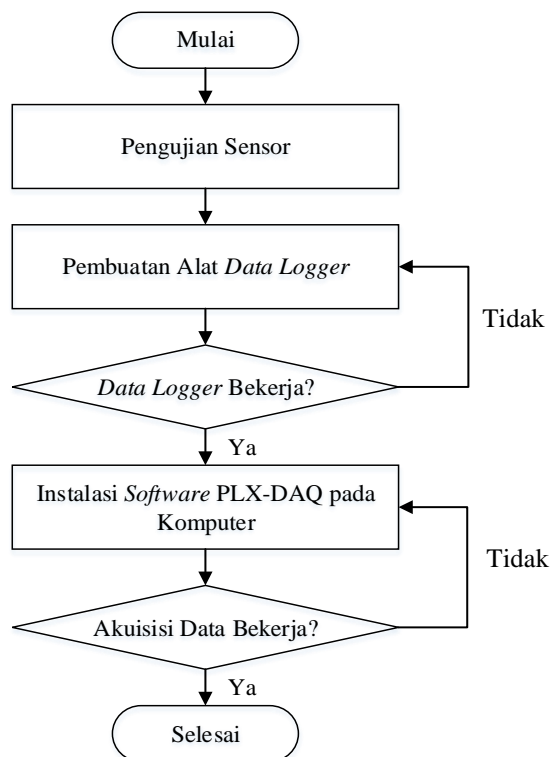 Mulai
Pengujian Sensor
Pembuatan Alat Data Logger
Tidak
Data Logger Bekerja?
Ya
Instalasi Software PLX-DAQ pada
Komputer
Tidak
Akuisisi Data Bekerja?
Ya
Selesai